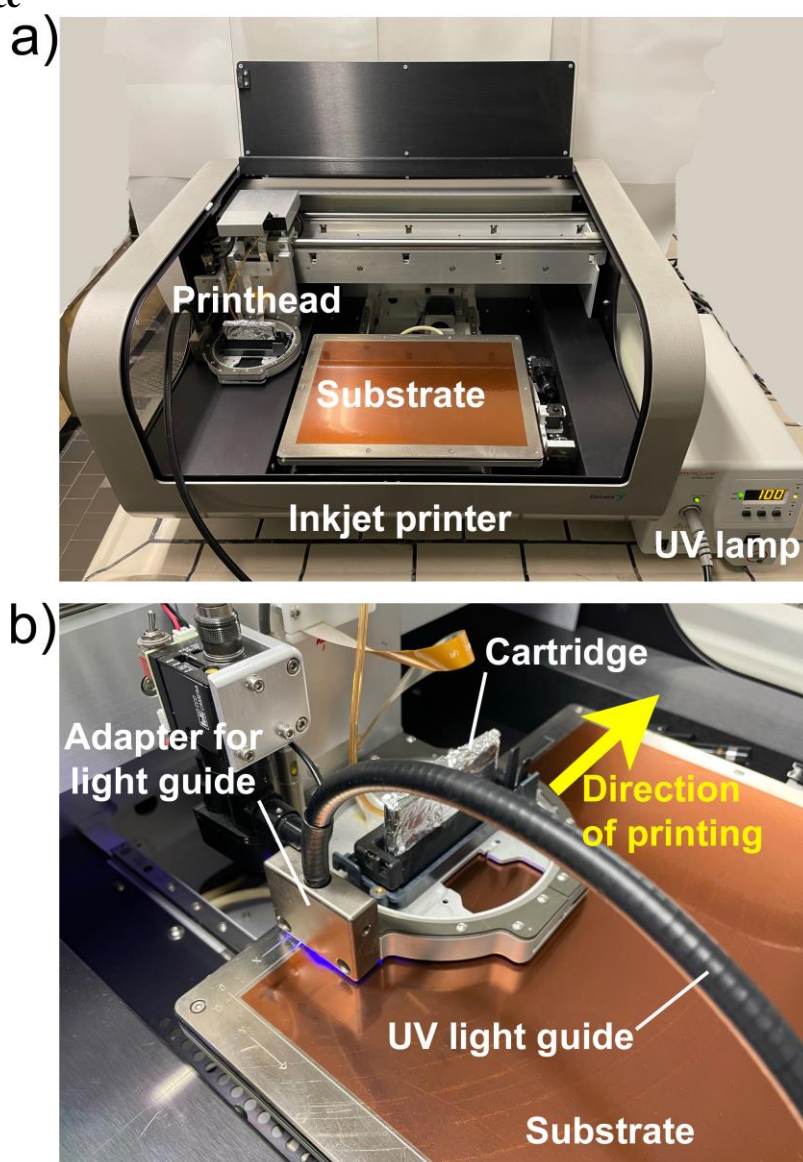 a)
Printhead
Substrate
Inkjet printer
UV lamp
100
b)
Cartridge
Adapter for
light guide
Direction
of printing
UV light guide
Substrate